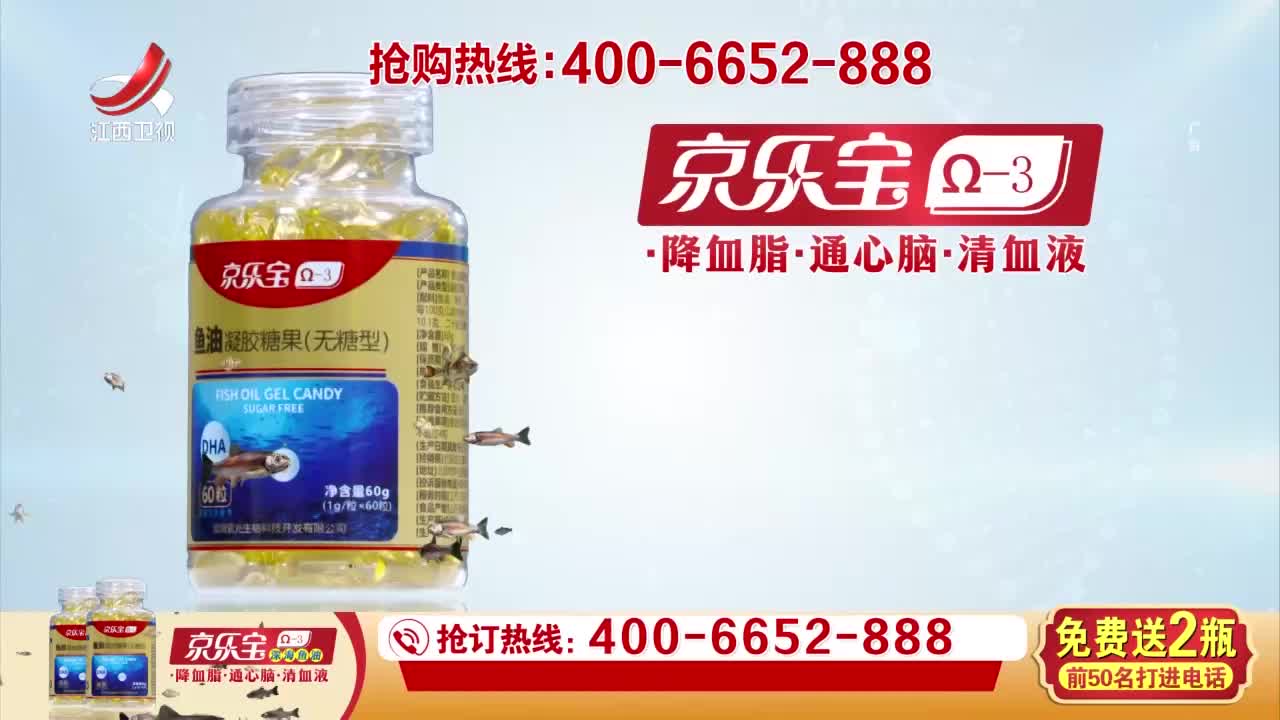 抢购热线:400-6652-888
江西卫视
京乐宝 Ω-3
·降血脂·通心脑·清血液
京乐宝 Ω-3
鱼油凝胶糖果(无糖型)
FISH OIL GEL CANDY
SUGAR FREE
DHA
60粒
净含量60g
(1g/粒×60粒)
京乐宝 Ω-3
深海鱼油
·降血脂·通心脑·清血液
抢订热线: 400-6652-888
免费送2瓶
前50名打进电话